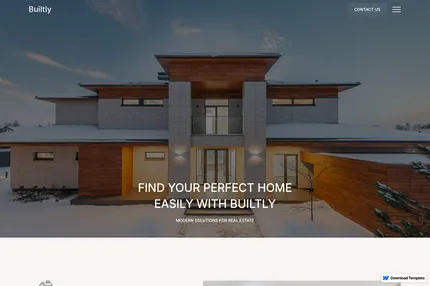 Builtly
CONTACT US
FIND YOUR PERFECT HOME
EASILY WITH BUILTLY
MODERN SOLUTIONS FOR REAL ESTATE
Download Template